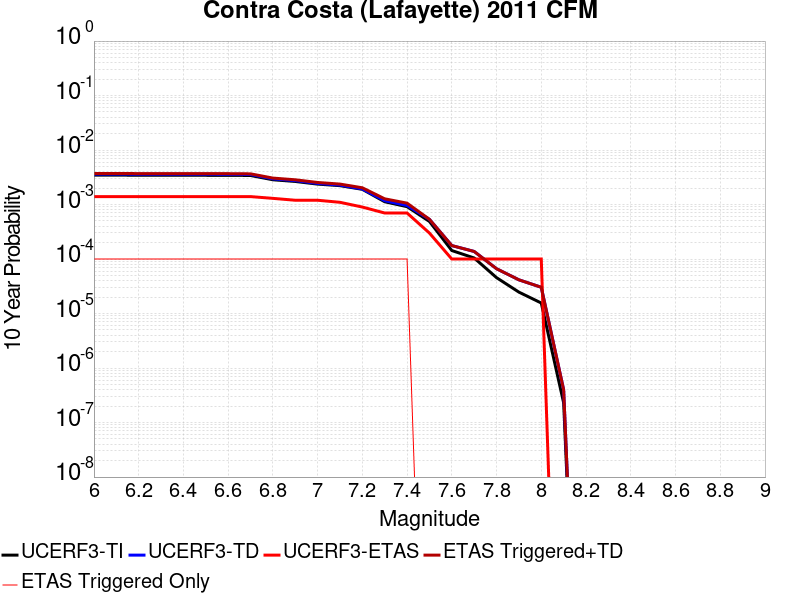 Contra Costa (Lafayette) 2011 CFM
10 Year Probability
10^0
10^-1
10^-2
10^-3
10^-4
10^-5
10^-6
10^-7
10^-8
6 6.2 6.4 6.6 6.8 7 7.2 7.4 7.6 7.8 8 8.2 8.4 8.6 8.8 9
Magnitude
UCERF3-TI UCERF3-TD UCERF3-ETAS ETAS Triggered+TD
ETAS Triggered Only